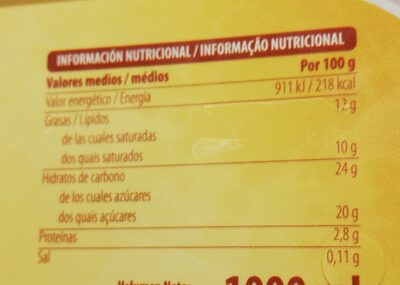 INFORMACIÓN NUTRICIONAL / INFORMAÇÃO NUTRICIONAL
Valores medios / médios Por 100 g
Valor energético / Energia 911 kJ / 218 kcal
Grasas / Lípidos 12 g
de las cuales saturadas
dos quais saturados 10 g
Hidratos de carbono 24 g
de los cuales azúcares
dos quais açúcares 20 g
Proteínas 2,8 g
Sal 0,11 g